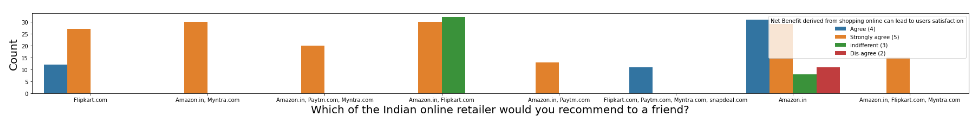 Net Benefit derived from shopping online can lead to users satisfaction
Agree (4)
Strongly agree (5)
Indifferent (3)
Dis-agree (2)
Count
30
25
20
15
10
5
0
Flipkart.com
Amazon.in, Myntra.com
Amazon.in, Paytm.com, Myntra.com
Amazon.in, Flipkart.com
Amazon.in, Paytm.com
Flipkart.com, Paytm.com, Myntra.com, snapdeal.com
Amazon.in
Amazon.in, Flipkart.com, Myntra.com
Which of the Indian online retailer would you recommend to a friend?